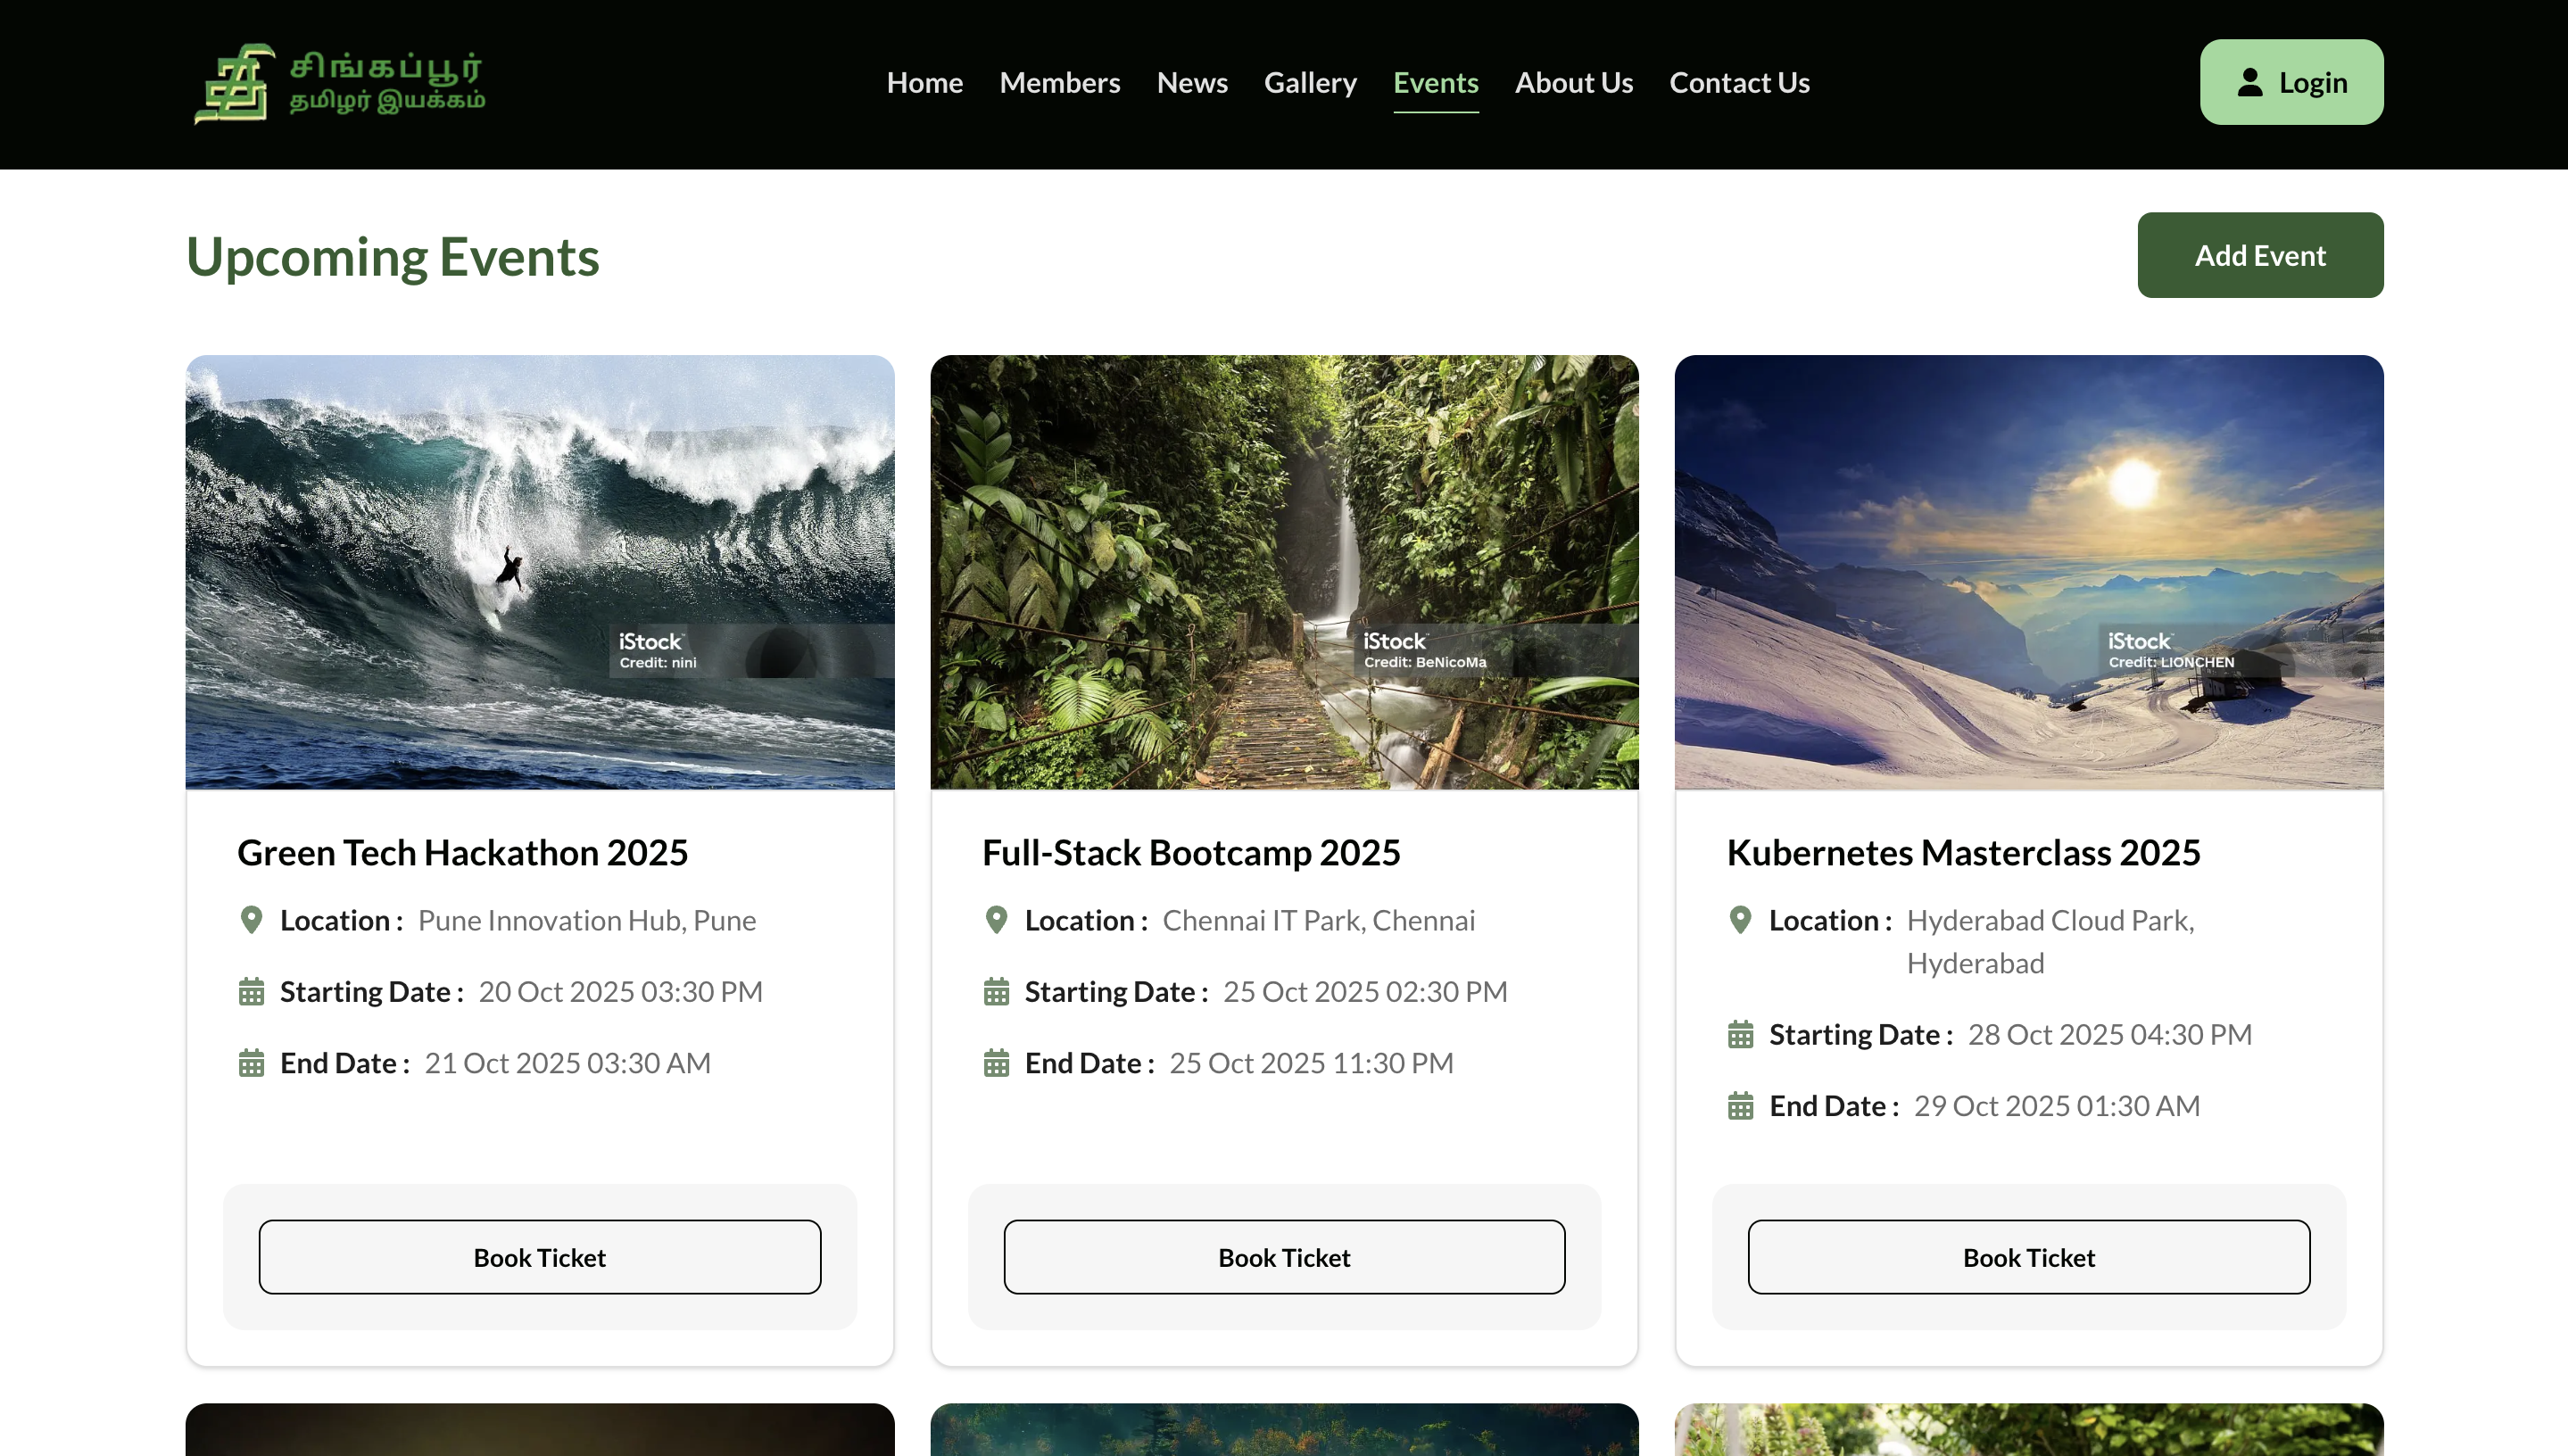 சிங்கப்பூர்
தமிழர் இயக்கம்
Home Members News Gallery Events About Us Contact Us
Login
Upcoming Events
Add Event
iStock
Credit: nini
iStock
Credit: BeNicoMa
iStock
Credit: LIONCHEN
Green Tech Hackathon 2025
Location : Pune Innovation Hub, Pune
Starting Date : 20 Oct 2025 03:30 PM
End Date : 21 Oct 2025 03:30 AM
Book Ticket
Full-Stack Bootcamp 2025
Location : Chennai IT Park, Chennai
Starting Date : 25 Oct 2025 02:30 PM
End Date : 25 Oct 2025 11:30 PM
Book Ticket
Kubernetes Masterclass 2025
Location : Hyderabad Cloud Park,
Hyderabad
Starting Date : 28 Oct 2025 04:30 PM
End Date : 29 Oct 2025 01:30 AM
Book Ticket